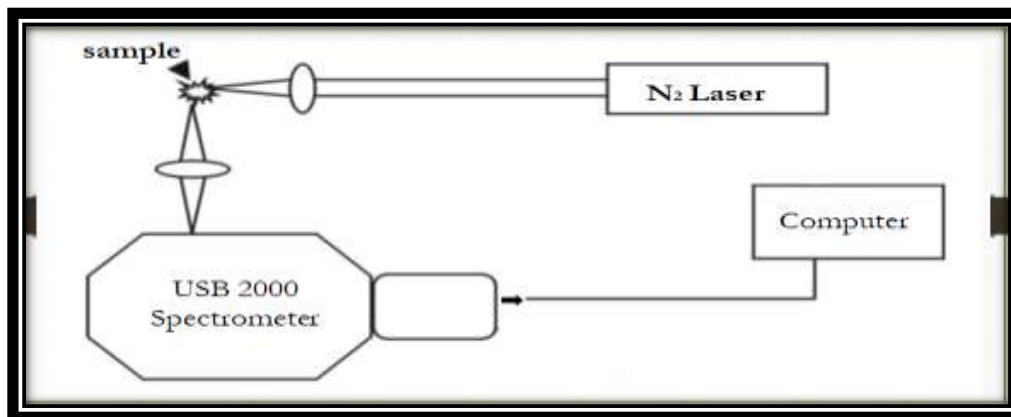 sample
N₂ Laser
Computer
USB 2000
Spectrometer